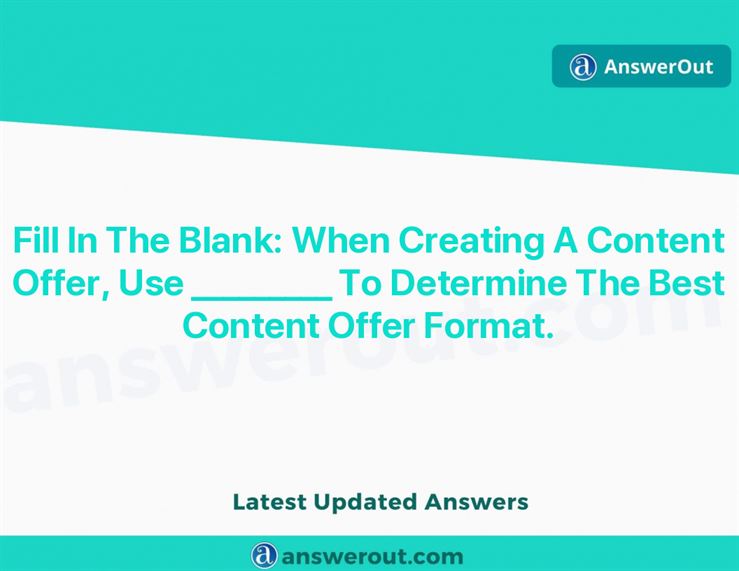 AnswerOut
Fill In The Blank: When Creating A Content
Offer, Use _________ To Determine The Best
Content Offer Format.
answerout.com
Latest Updated Answers
answerout.com